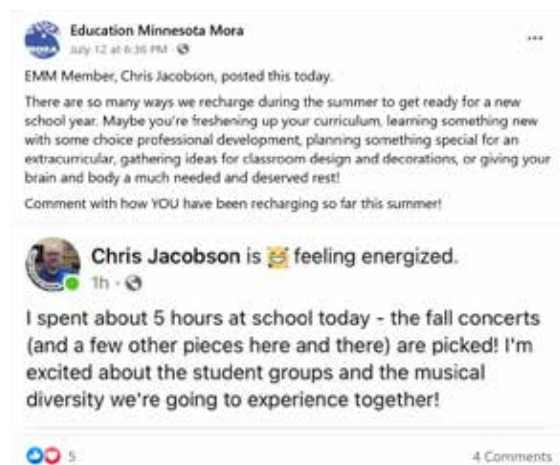 Education Minnesota Mora
July 12 at 6:36 PM ·
EMM Member, Chris Jacobson, posted this today.
There are so many ways we recharge during the summer to get ready for a new
school year. Maybe you're freshening up your curriculum, learning something new
with some choice professional development, planning something special for an
extracurricular, gathering ideas for classroom design and decorations, or giving your
brain and body a much needed and deserved rest!
Comment with how YOU have been recharging so far this summer!
Chris Jacobson is 😅 feeling energized.
1h ·
I spent about 5 hours at school today - the fall concerts
(and a few other pieces here and there) are picked! I'm
excited about the student groups and the musical
diversity we're going to experience together!
5
4 Comments